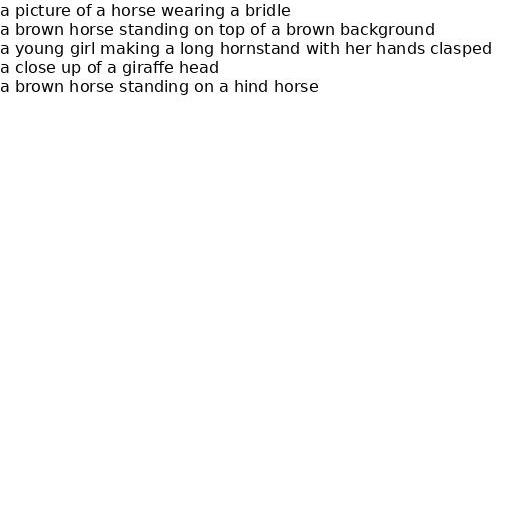 a picture of a horse wearing a bridle
a brown horse standing on top of a brown background
a young girl making a long hornstand with her hands clasped
a close up of a giraffe head
a brown horse standing on a hind horse